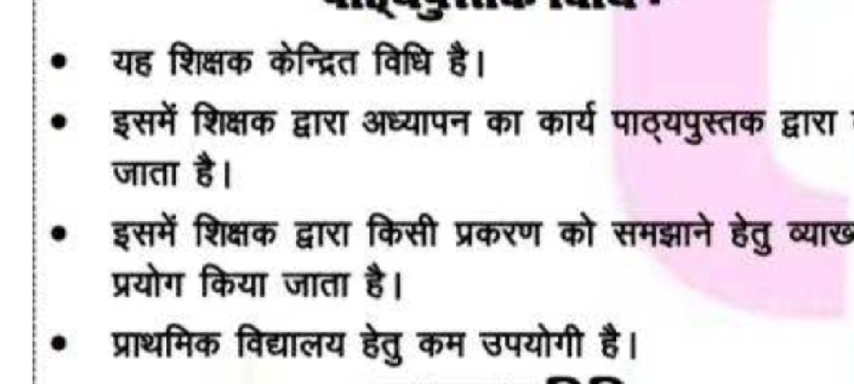 • यह शिक्षक केन्द्रित विधि है।
• इसमें शिक्षक द्वारा अध्यापन का कार्य पाठ्यपुस्तक द्वारा
जाता है।
• इसमें शिक्षक द्वारा किसी प्रकरण को समझाने हेतु
प्रयोग किया जाता है।
• प्राथमिक विद्यालय हेतु कम उपयोगी है।